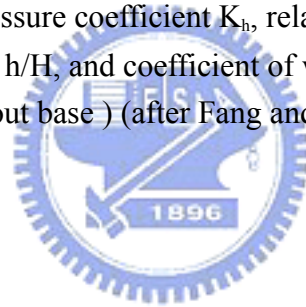 ssure coefficient Kₕ, rela
h/H, and coefficient of
out base ) (after Fang and
1896